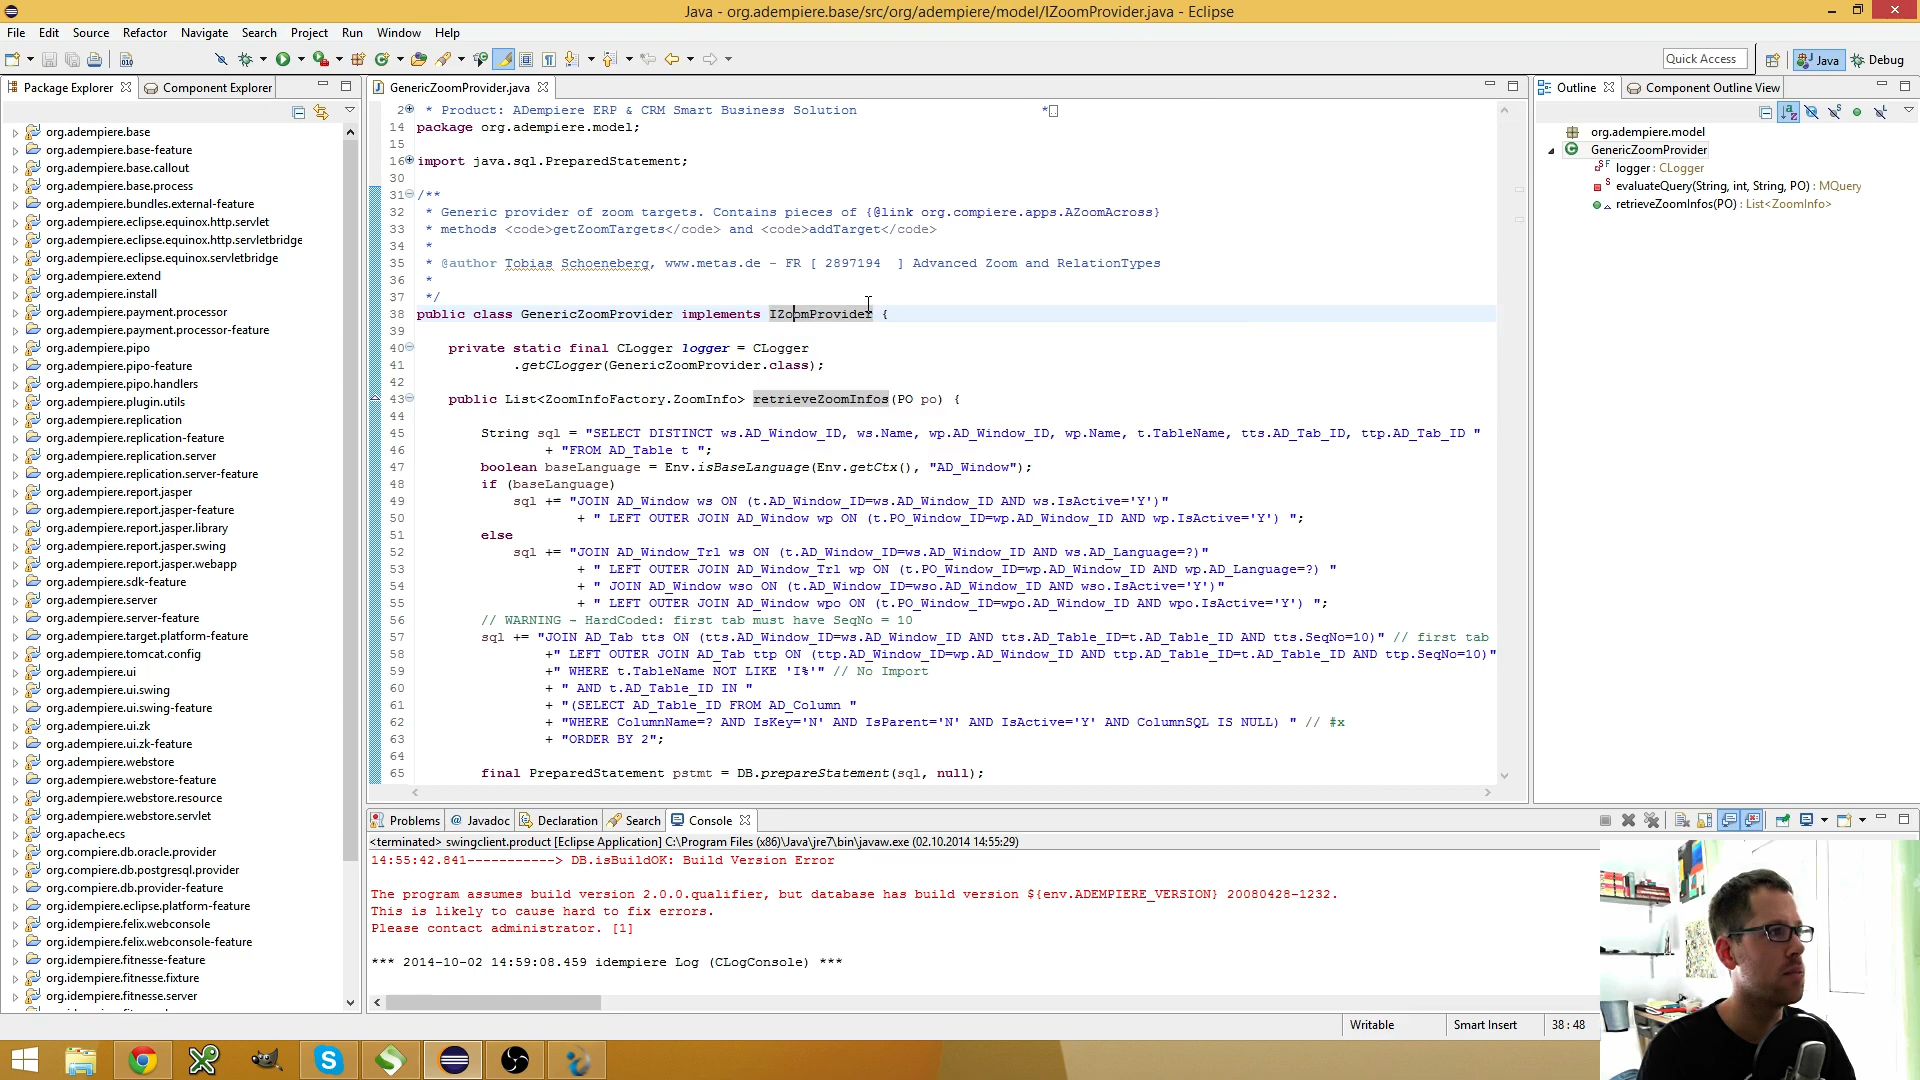 Java - org.adempiere.base/src/org/adempiere/model/IZoomProvider.java - Eclipse
File Edit Source Refactor Navigate Search Project Run Window Help
Quick Access
Java
Debug
Package Explorer
Component Explorer
org.adempiere.base
org.adempiere.base-feature
org.adempiere.base.callout
org.adempiere.base.process
org.adempiere.bundles.external-feature
org.adempiere.eclipse.equinox.http.servlet
org.adempiere.eclipse.equinox.http.servletbridge
org.adempiere.eclipse.equinox.servletbridge
org.adempiere.extend
org.adempiere.install
org.adempiere.payment.processor
org.adempiere.payment.processor-feature
org.adempiere.pipo
org.adempiere.pipo-feature
org.adempiere.pipo.handlers
org.adempiere.plugin.utils
org.adempiere.replication
org.adempiere.replication-feature
org.adempiere.replication.server
org.adempiere.replication.server-feature
org.adempiere.report.jasper
org.adempiere.report.jasper-feature
org.adempiere.report.jasper.library
org.adempiere.report.jasper.swing
org.adempiere.report.jasper.webapp
org.adempiere.sdk-feature
org.adempiere.server
org.adempiere.server-feature
org.adempiere.target.platform-feature
org.adempiere.tomcat.config
org.adempiere.ui
org.adempiere.ui.swing
org.adempiere.ui.swing-feature
org.adempiere.ui.zk
org.adempiere.ui.zk-feature
org.adempiere.webstore
org.adempiere.webstore-feature
org.adempiere.webstore.resource
org.adempiere.webstore.servlet
org.apache.ecs
org.compiere.db.oracle.provider
org.compiere.db.postgresql.provider
org.compiere.db.provider-feature
org.idempiere.eclipse.platform-feature
org.idempiere.felix.webconsole
org.idempiere.felix.webconsole-feature
org.idempiere.fitnesse-feature
org.idempiere.fitnesse.fixture
org.idempiere.fitnesse.server
GenericZoomProvider.java
2 * Product: ADempiere ERP & CRM Smart Business Solution *
14 package org.adempiere.model;
15
16 import java.sql.PreparedStatement;
30
31 /**
32 * Generic provider of zoom targets. Contains pieces of {@link org.compiere.apps.AZoomAcross}
33 * methods <code>getZoomTargets</code> and <code>addTarget</code>
34 *
35 * @author Tobias Schoeneberg, www.metas.de - FR [ 2897194 ] Advanced Zoom and RelationTypes
36 *
37 */
38 public class GenericZoomProvider implements IZoomProvider {
39
40 private static final CLogger logger = CLogger
41 .getCLogger(GenericZoomProvider.class);
42
43 public List<ZoomInfoFactory.ZoomInfo> retrieveZoomInfos(PO po) {
44
45 String sql = "SELECT DISTINCT ws.AD_Window_ID, ws.Name, wp.AD_Window_ID, wp.Name, t.TableName, tts.AD_Tab_ID, ttp.AD_Tab_ID "
46 + "FROM AD_Table t ";
47 boolean baseLanguage = Env.isBaseLanguage(Env.getCtx(), "AD_Window");
48 if (baseLanguage)
49 sql += "JOIN AD_Window ws ON (t.AD_Window_ID=ws.AD_Window_ID AND ws.IsActive='Y')"
50 + " LEFT OUTER JOIN AD_Window wp ON (t.PO_Window_ID=wp.AD_Window_ID AND wp.IsActive='Y') ";
51 else
52 sql += "JOIN AD_Window_Trl ws ON (t.AD_Window_ID=ws.AD_Window_ID AND ws.AD_Language=?)"
53 + " LEFT OUTER JOIN AD_Window_Trl wp ON (t.PO_Window_ID=wp.AD_Window_ID AND wp.AD_Language=?) "
54 + " JOIN AD_Window wso ON (t.AD_Window_ID=wso.AD_Window_ID AND wso.IsActive='Y')"
55 + " LEFT OUTER JOIN AD_Window wpo ON (t.PO_Window_ID=wpo.AD_Window_ID AND wpo.IsActive='Y') ";
56 // WARNING - HardCoded: first tab must have SeqNo = 10
57 sql += "JOIN AD_Tab tts ON (tts.AD_Window_ID=ws.AD_Window_ID AND tts.AD_Table_ID=t.AD_Table_ID AND tts.SeqNo=10)" // first tab
58 +" LEFT OUTER JOIN AD_Tab ttp ON (ttp.AD_Window_ID=wp.AD_Window_ID AND ttp.AD_Table_ID=t.AD_Table_ID AND ttp.SeqNo=10)"
59 +" WHERE t.TableName NOT LIKE 'I%'" // No Import
60 + " AND t.AD_Table_ID IN "
61 + "(SELECT AD_Table_ID FROM AD_Column "
62 + "WHERE ColumnName=? AND IsKey='N' AND IsParent='N' AND IsActive='Y' AND ColumnSQL IS NULL) " // #x
63 + "ORDER BY 2";
64
65 final PreparedStatement pstmt = DB.prepareStatement(sql, null);
Outline
Component Outline View
org.adempiere.model
GenericZoomProvider
logger : CLogger
evaluateQuery(String, int, String, PO) : MQuery
retrieveZoomInfos(PO) : List<ZoomInfo>
Problems
Javadoc
Declaration
Search
Console
<terminated> swingclient.product [Eclipse Application] C:\Program Files (x86)\Java\jre7\bin\javaw.exe (02.10.2014 14:55:29)
14:55:42.841-----------> DB.isBuildOK: Build Version Error
The program assumes build version 2.0.0.qualifier, but database has build version ${env.ADEMPIERE_VERSION} 20080428-1232.
This is likely to cause hard to fix errors.
Please contact administrator. [1]
*** 2014-10-02 14:59:08.459 idempiere Log (CLogConsole) ***
Writable
Smart Insert
38 : 48